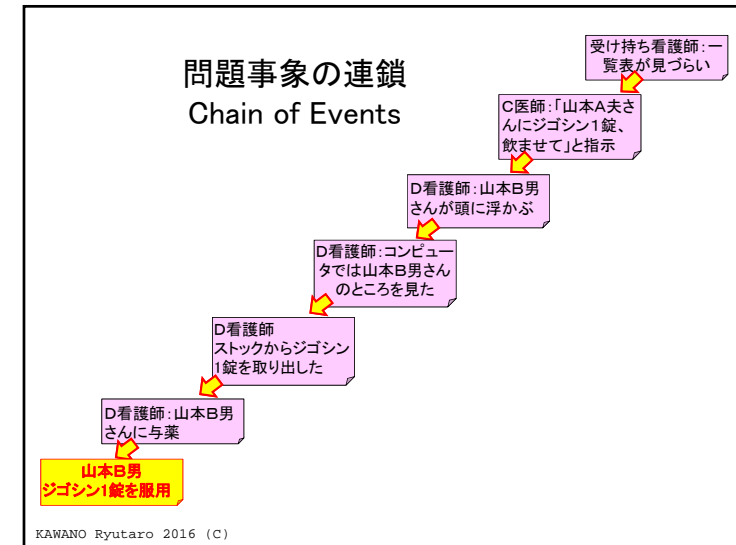 問題事象の連鎖
Chain of Events
受け持ち看護師:一
覧表が見づらい
C医師:「山本A夫さ
んにジゴシン1錠、
飲ませて」と指示
D看護師:山本B男
さんが頭に浮かぶ
D看護師:コンピュー
タでは山本B男さん
のところを見た
D看護師
ストックからジゴシン
1錠を取り出した
D看護師:山本B男
さんに与薬
山本B男
ジゴシン1錠を服用
KAWANO Ryutaro 2016 (C)